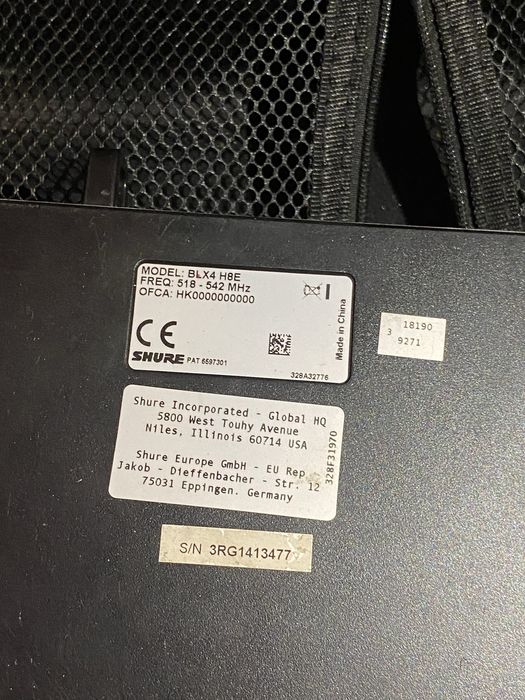 MODEL: BLX4 H8E
FREQ: 518 - 542 MHz
OFCA: HK0000000000
CE
SHURE PAT 6597301
328A32776
Made in China
3 18190
9271
Shure Incorporated - Global HQ
5800 West Touhy Avenue
Niles, Illinois 60714 USA
Shure Europe GmbH - EU Rep
Jakob - Dieffenbacher - Str. 12
75031 Eppingen. Germany
328F31970
S/N 3RG1413477